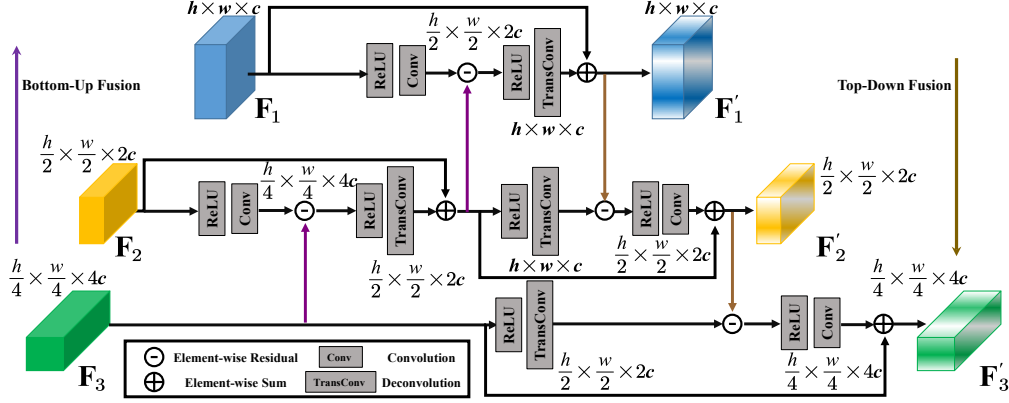 h×w×c
h/2 × w/2 × 2c
h×w×c
Bottom-Up Fusion
ReLU
Conv
ReLU
TransConv
Top-Down Fusion
F₁
F₁′
h×w×c
h/2 × w/2 × 2c
h/4 × w/4 × 4c
h/2 × w/2 × 2c
ReLU
Conv
ReLU
TransConv
ReLU
TransConv
ReLU
Conv
F₂
F₂′
h/2 × w/2 × 2c
h×w×c
h/2 × w/2 × 2c
h/4 × w/4 × 4c
h/4 × w/4 × 4c
ReLU
TransConv
ReLU
Conv
F₃
h/2 × w/2 × 2c
h/4 × w/4 × 4c
F₃′
Element-wise Residual
Conv
Convolution
Element-wise Sum
TransConv
Deconvolution